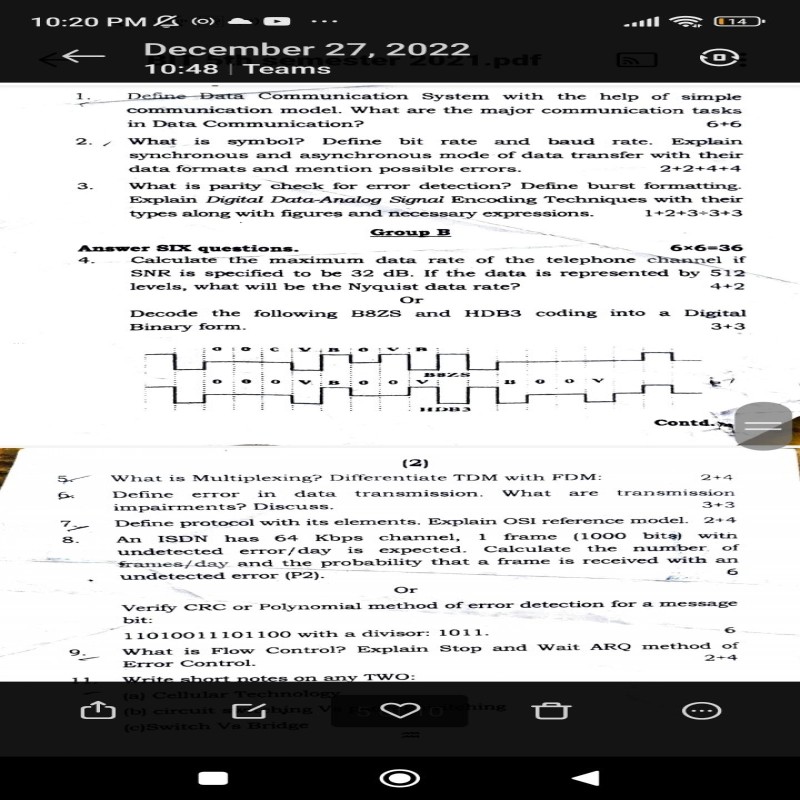 10:20 PM
14
December 27, 2022
semester 2021.pdf
10:48 | Teams
1. Define Data Communication System with the help of simple
communication model. What are the major communication tasks
in Data Communication? 6+6
2. What is symbol? Define bit rate and baud rate. Explain
synchronous and asynchronous mode of data transfer with their
data formats and mention possible errors. 2+2+4+4
3. What is parity check for error detection? Define burst formatting.
Explain Digital Data-Analog Signal Encoding Techniques with their
types along with figures and necessary expressions. 1+2+3+3+3
Group B
Answer SIX questions. 6×6=36
4. Calculate the maximum data rate of the telephone channel if
SNR is specified to be 32 dB. If the data is represented by 512
levels, what will be the Nyquist data rate? 4+2
Or
Decode the following B8ZS and HDB3 coding into a Digital
Binary form. 3+3
0 0 0 V B 0 V B
B8ZS
0 0 0 V B 0 0 V B 0 0 V
HDB3
Contd.
(2)
5. What is Multiplexing? Differentiate TDM with FDM: 2+4
6. Define error in data transmission. What are transmission
impairments? Discuss. 3+3
7. Define protocol with its elements. Explain OSI reference model. 2+4
8. An ISDN has 64 Kbps channel, 1 frame (1000 bits) with
undetected error/day is expected. Calculate the number of
frames/day and the probability that a frame is received with an
undetected error (P2). 6
Or
Verify CRC or Polynomial method of error detection for a message
bit:
11010011101100 with a divisor: 1011. 6
9. What is Flow Control? Explain Stop and Wait ARQ method of
Error Control. 2+4
11. Write short notes on any TWO:
(a) Cellular Technology
(b) circuit switching Vs
(c)Switch Vs Bridge